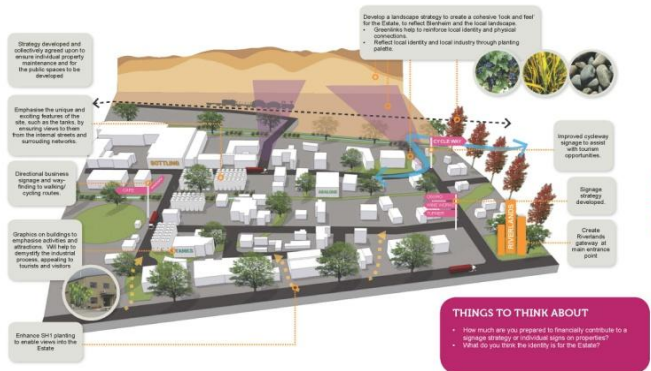 Develop a landscape strategy to create a cohesive 'look and feel'
for the Estate, to reflect Blenheim and the local landscape.
• Greenlinks help to reinforce local identity and physical
connections.
• Reflect local identity and local industry through planting
palette.
Strategy developed and
collectively agreed upon to
ensure individual property
maintenance and for
the public spaces to be
developed
Emphasise the unique and
exciting features of the
site, such as the tanks, by
ensuring views to them
from the internal streets and
surrouding networks.
Directional business
signage and way-
finding to walking/
cycling routes.
Graphics on buildings to
emphasise activities and
attractions. Will help to
demystify the industrial
process, appealing to
tourists and visitors
Enhance SH1 planting
to enable views into the
Estate
BOTTLING
TANKS
CYCLE WAY
RIVERLANDS
Improved cycleway
signage to assist
with tourism
opportunities.
Signage
strategy
developed.
Create
Riverlands
gateway at
main entrance
point
THINGS TO THINK ABOUT
• How much are you prepared to financially contribute to a
signage strategy or individual signs on properties?
• What do you think the identity is for the Estate?